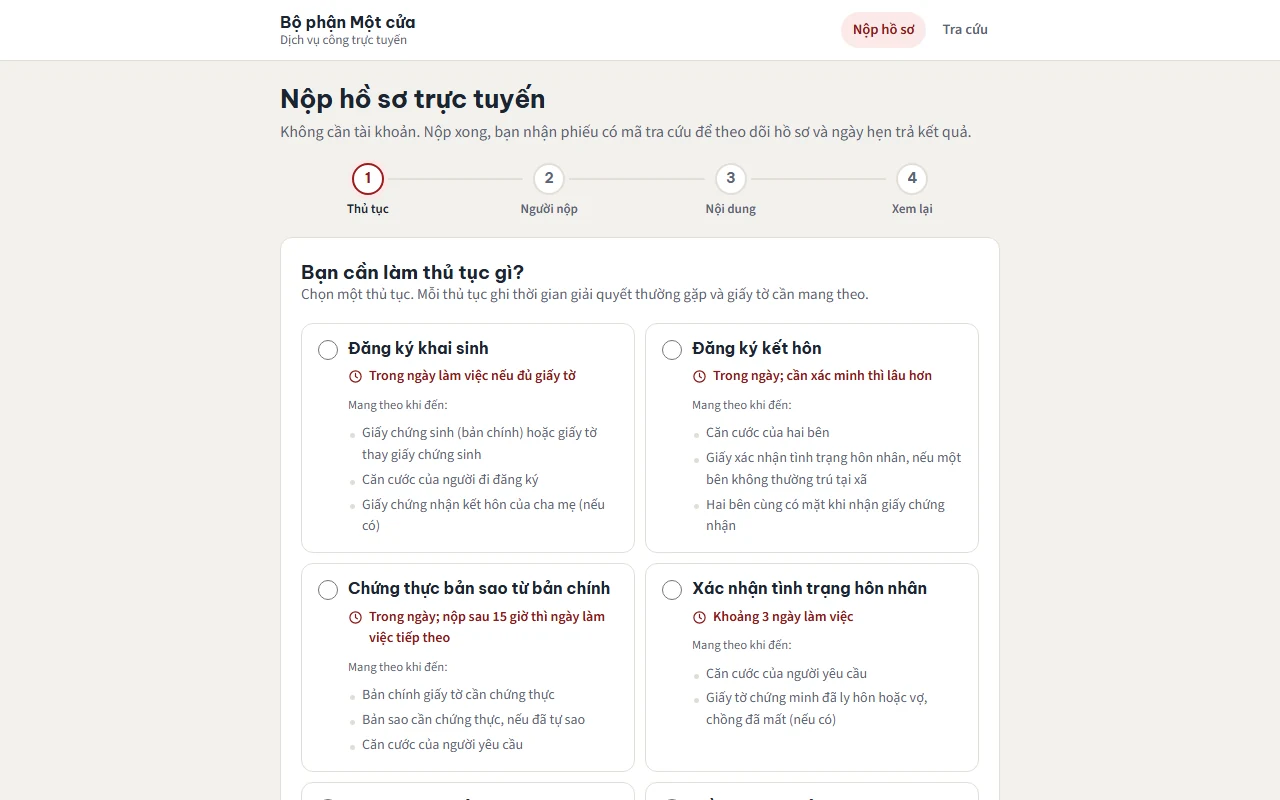 Bộ phận Một cửa
Dịch vụ công trực tuyến
Nộp hồ sơ
Tra cứu
Nộp hồ sơ trực tuyến
Không cần tài khoản. Nộp xong, bạn nhận phiếu có mã tra cứu để theo dõi hồ sơ và ngày hẹn trả kết quả.
1
2
3
4
Thủ tục
Người nộp
Nội dung
Xem lại
Bạn cần làm thủ tục gì?
Chọn một thủ tục. Mỗi thủ tục ghi thời gian giải quyết thường gặp và giấy tờ cần mang theo.
Đăng ký khai sinh
Trong ngày làm việc nếu đủ giấy tờ
Mang theo khi đến:
Giấy chứng sinh (bản chính) hoặc giấy tờ
thay giấy chứng sinh
Căn cước của người đi đăng ký
Giấy chứng nhận kết hôn của cha mẹ (nếu
có)
Đăng ký kết hôn
Trong ngày; cần xác minh thì lâu hơn
Mang theo khi đến:
Căn cước của hai bên
Giấy xác nhận tình trạng hôn nhân, nếu một
bên không thường trú tại xã
Hai bên cùng có mặt khi nhận giấy chứng
nhận
Chứng thực bản sao từ bản chính
Trong ngày; nộp sau 15 giờ thì ngày làm
việc tiếp theo
Mang theo khi đến:
Bản chính giấy tờ cần chứng thực
Bản sao cần chứng thực, nếu đã tự sao
Căn cước của người yêu cầu
Xác nhận tình trạng hôn nhân
Khoảng 3 ngày làm việc
Mang theo khi đến:
Căn cước của người yêu cầu
Giấy tờ chứng minh đã ly hôn hoặc vợ,
chồng đã mất (nếu có)